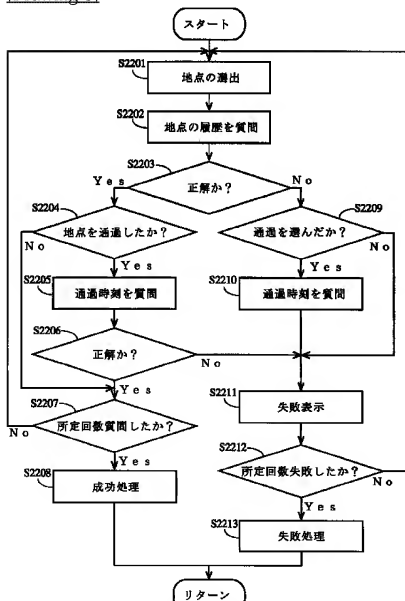 スタート
S2201
地点の選出
S2202
地点の履歴を質問
S2203
正解か？
Yes
No
S2204
地点を通過したか？
No
Yes
S2209
通過を選んだか？
No
Yes
S2205
通過時刻を質問
S2210
通過時刻を質問
S2206
正解か？
No
Yes
S2207
所定回数質問したか？
No
Yes
S2211
失敗表示
S2212
所定回数失敗したか？
No
Yes
S2208
成功処理
S2213
失敗処理
リターン